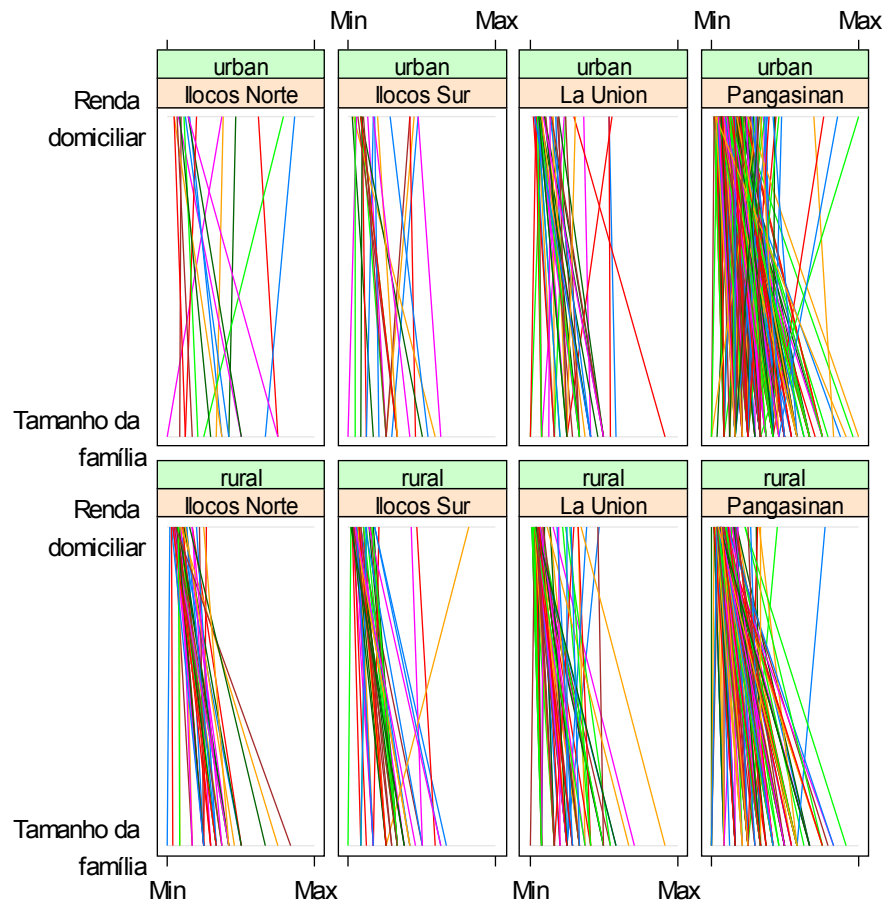 Min Max Min Max
urban urban urban urban
Ilocos Norte Ilocos Sur La Union Pangasinan
Renda
domiciliar
Tamanho da
família
rural rural rural rural
Ilocos Norte Ilocos Sur La Union Pangasinan
Renda
domiciliar
Tamanho da
família
Min Max Min Max